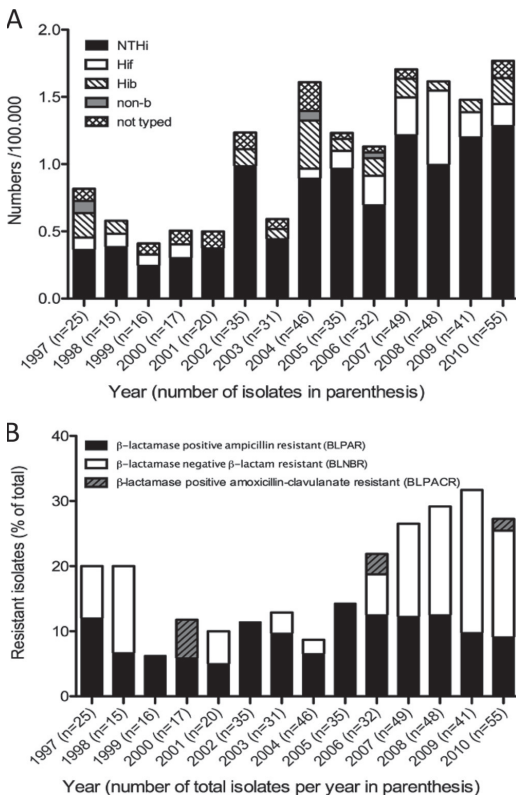 A
NTHi
Hif
Hib
non-b
not typed
2.0
1.5
1.0
0.5
0.0
Numbers /100.000
1997 (n=25)
1998 (n=15)
1999 (n=16)
2000 (n=17)
2001 (n=20)
2002 (n=35)
2003 (n=31)
2004 (n=46)
2005 (n=35)
2006 (n=32)
2007 (n=49)
2008 (n=48)
2009 (n=41)
2010 (n=55)
Year (number of isolates in parenthesis)
B
β-lactamase positive ampicillin resistant (BLPAR)
β-lactamase negative β-lactam resistant (BLNBR)
β-lactamase positive amoxicillin-clavulanate resistant (BLPACR)
40
30
20
10
0
Resistant isolates (% of total)
1997 (n=25)
1998 (n=15)
1999 (n=16)
2000 (n=17)
2001 (n=20)
2002 (n=35)
2003 (n=31)
2004 (n=46)
2005 (n=35)
2006 (n=32)
2007 (n=49)
2008 (n=48)
2009 (n=41)
2010 (n=55)
Year (number of total isolates per year in parenthesis)